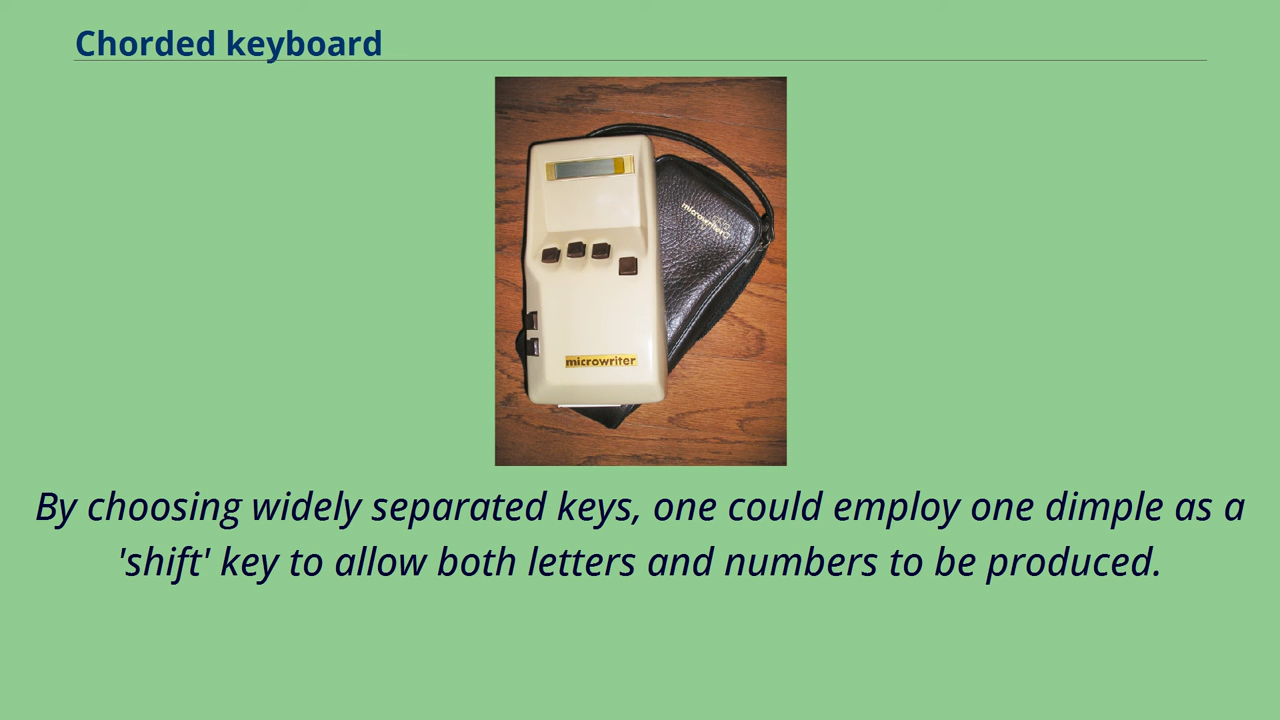 Chorded keyboard
microwriter
microwriter
By choosing widely separated keys, one could employ one dimple as a
'shift' key to allow both letters and numbers to be produced.